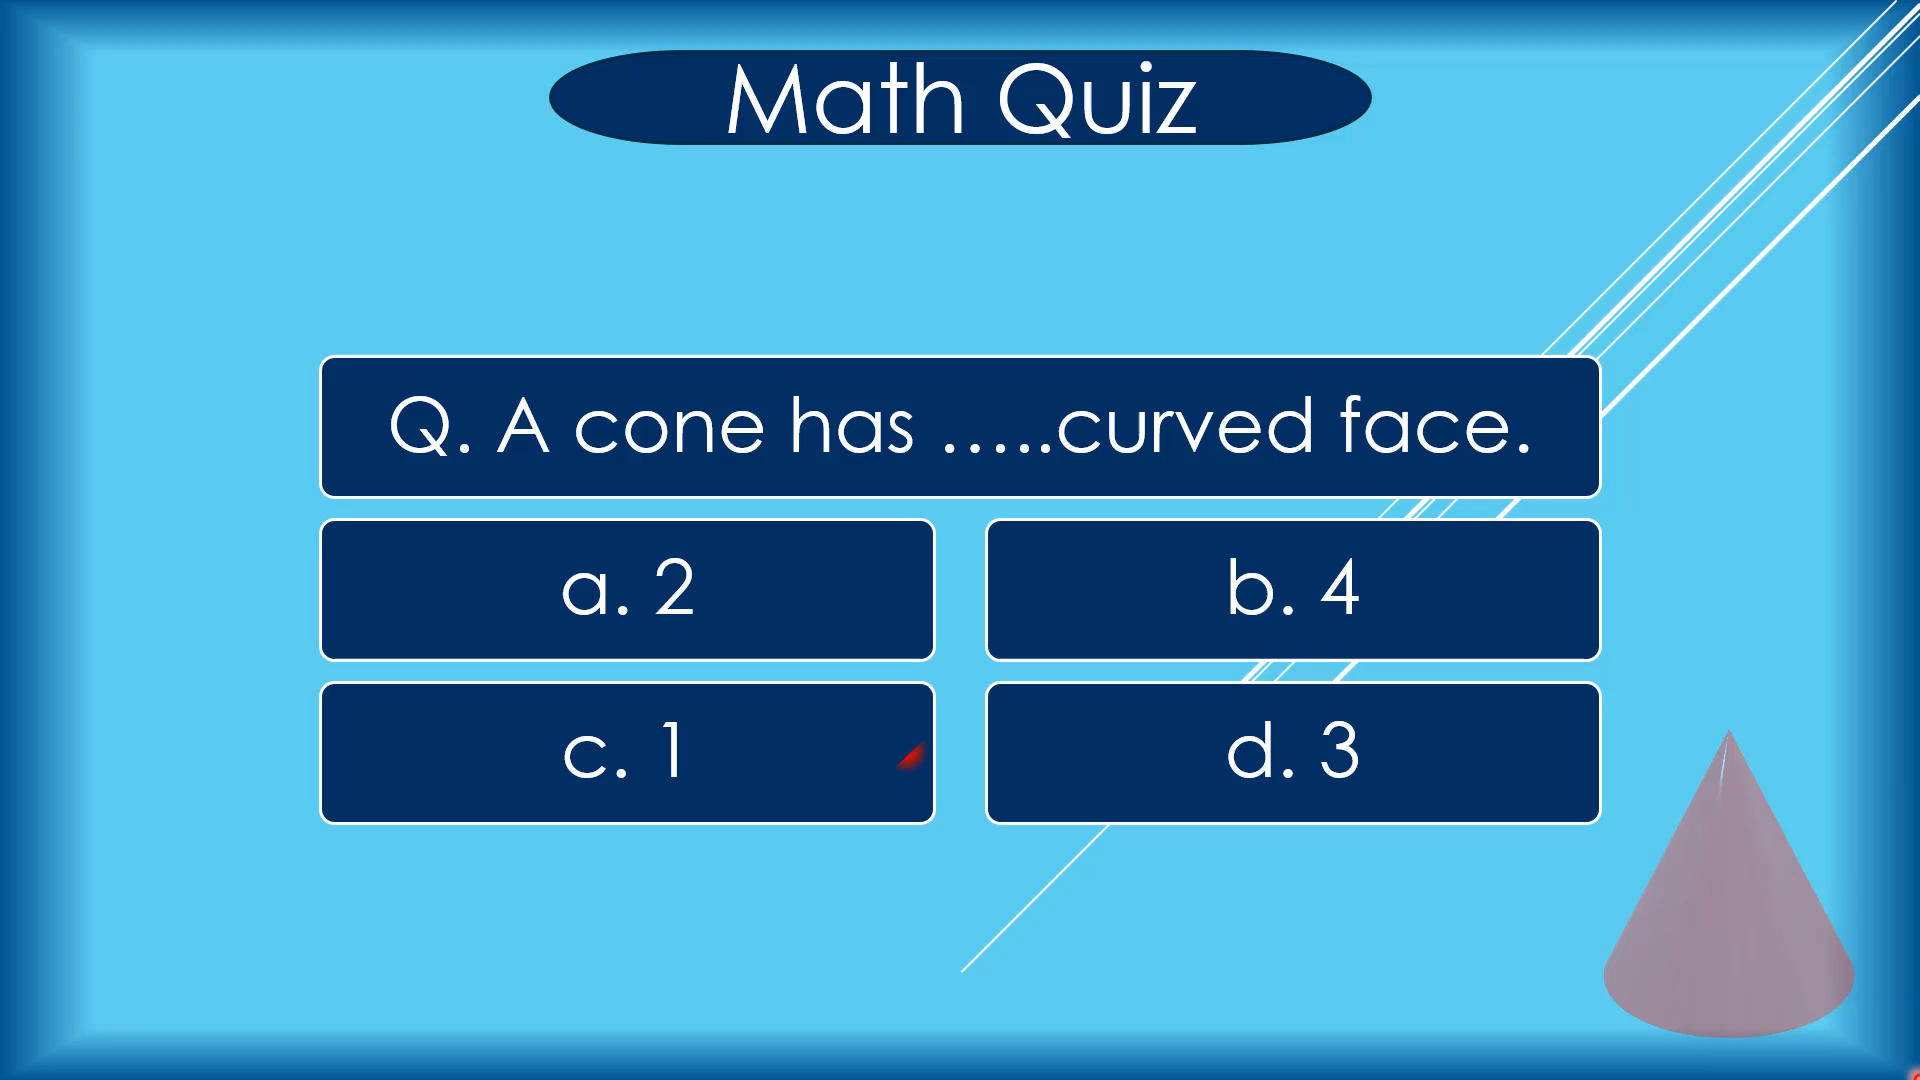 Math Quiz
Q. A cone has .....curved face.
a. 2
b. 4
c. 1
d. 3